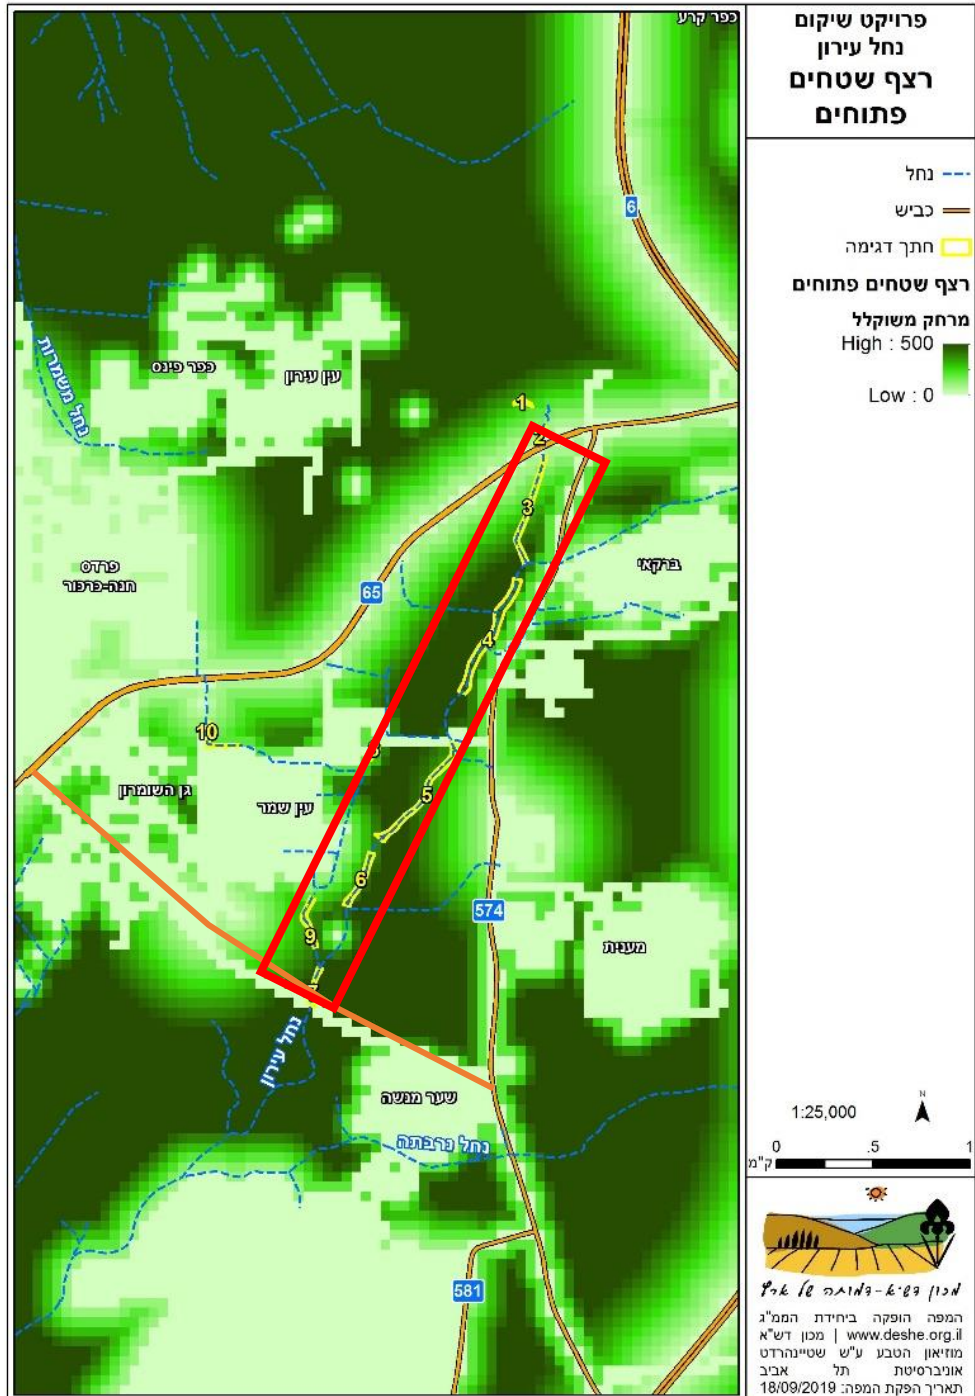 פרויקט שיקום
נחל עירון
רצף שטחים
פתוחים
נחל
כביש
חתך דגימה
רצף שטחים פתוחים
מרחק משוקלל
High : 500
Low : 0
כפר קרע
6
נחל משמרות
כפר פינס
עין עירון
1
2
3
ברקאי
פרדס
חנה-כרכור
65
4
10
גן השומרון
עין שמר
5
6
574
9
מענית
נחל עירון
שער מנשה
נחל נרבתה
581
1:25,000
N
0 .5 1
ק"מ
מכון דש"א-דמותה של ארץ
המפה הופקה ביחידת הממ"ג
www.deshe.org.il | מכון דש"א
מוזיאון הטבע ע"ש שטיינהרדט
אוניברסיטת תל אביב
תאריך הפקת המפה: 18/09/2019